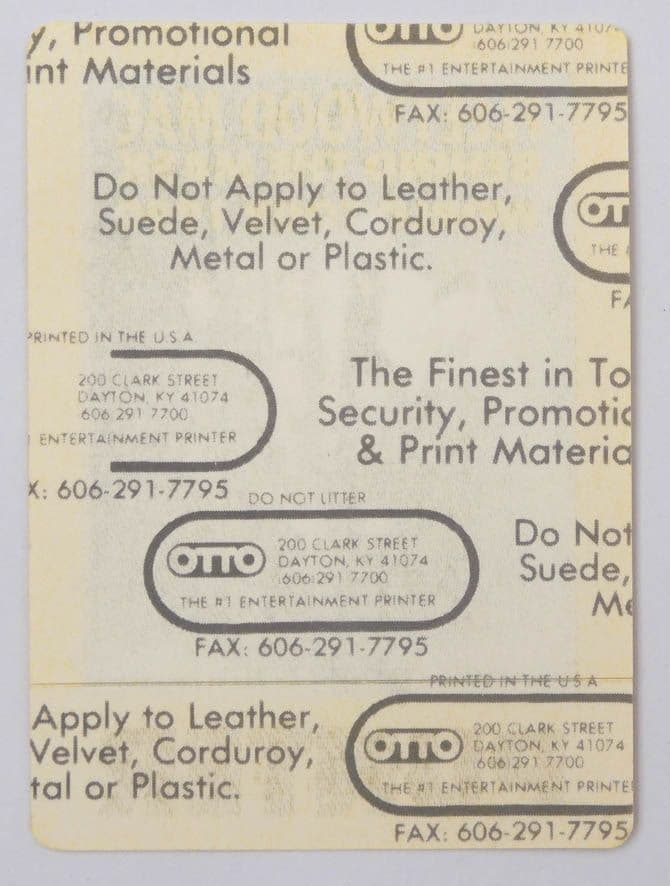 y, Promotional
int Materials
OTTO
DAYTON, KY 41074
606 291 7700
THE #1 ENTERTAINMENT PRINTE
FAX: 606-291-7795
Do Not Apply to Leather,
Suede, Velvet, Corduroy,
Metal or Plastic.
OT
THE
FA
PRINTED IN THE U S A
200 CLARK STREET
DAYTON, KY 41074
606 291 7700
ENTERTAINMENT PRINTER
X: 606-291-7795
The Finest in To
Security, Promotio
& Print Materia
DO NOT LITTER
OTTO
200 CLARK STREET
DAYTON, KY 41074
606 291 7700
THE #1 ENTERTAINMENT PRINTER
FAX: 606-291-7795
Do Not
Suede,
Me
Apply to Leather,
Velvet, Corduroy,
tal or Plastic.
PRINTED IN THE U S A
OTTO
200 CLARK STREET
DAYTON, KY 41074
606 291 7700
THE #1 ENTERTAINMENT PRINTE
FAX: 606-291-7795